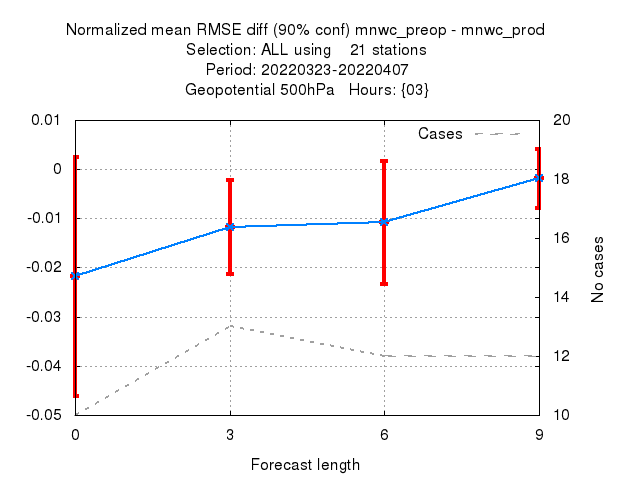 Normalized mean RMSE diff (90% conf) mnwc_preop - mnwc_prod
Selection: ALL using    21 stations
Period: 20220323-20220407
Geopotential 500hPa   Hours: {03}
Cases
0.01
0
-0.01
-0.02
-0.03
-0.04
-0.05
20
18
16
14
12
10
No cases
0 3 6 9
Forecast length